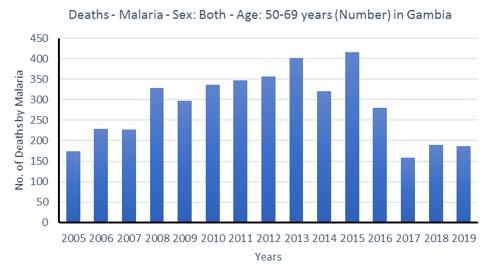 Deaths - Malaria - Sex: Both - Age: 50-69 years (Number) in Gambia
No. of Deaths by Malaria
450
400
350
300
250
200
150
100
50
0
2005 2006 2007 2008 2009 2010 2011 2012 2013 2014 2015 2016 2017 2018 2019
Years